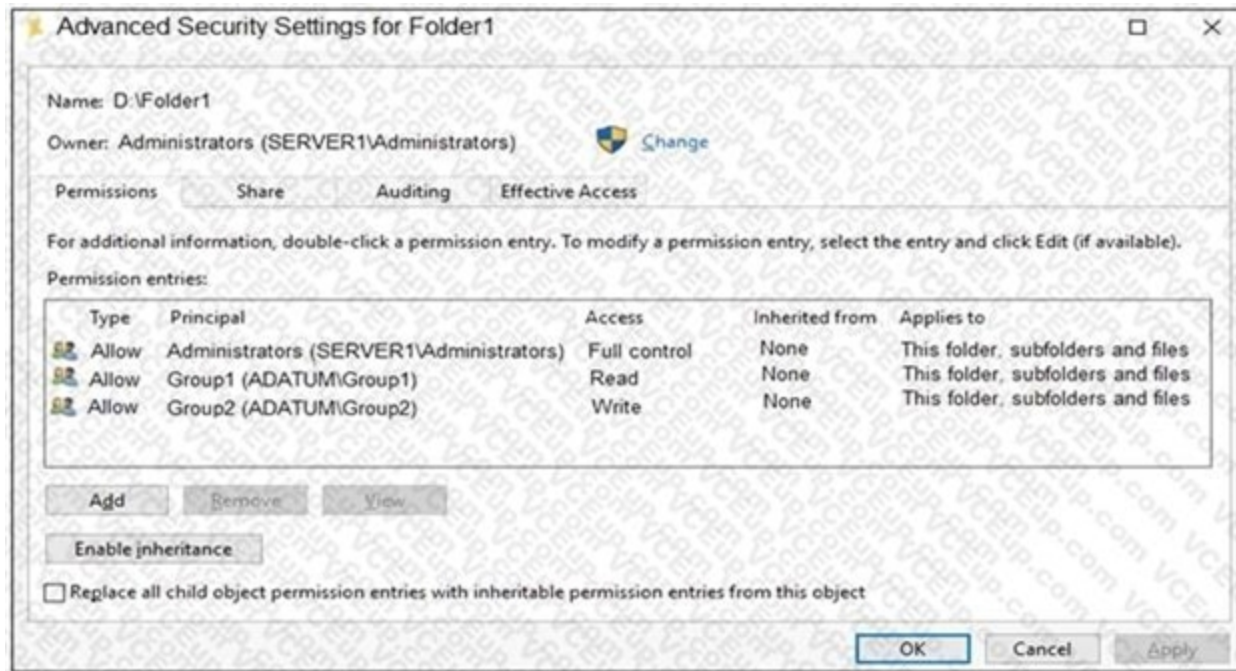 Advanced Security Settings for Folder1
Name: D:\Folder1
Owner: Administrators (SERVER1\Administrators) Change
Permissions Share Auditing Effective Access
For additional information, double-click a permission entry. To modify a permission entry, select the entry and click Edit (if available).
Permission entries:
Type Principal Access Inherited from Applies to
Allow Administrators (SERVER1\Administrators) Full control None This folder, subfolders and files
Allow Group1 (ADATUM\Group1) Read None This folder, subfolders and files
Allow Group2 (ADATUM\Group2) Write None This folder, subfolders and files
Add Remove View
Enable inheritance
Replace all child object permission entries with inheritable permission entries from this object
OK Cancel Apply